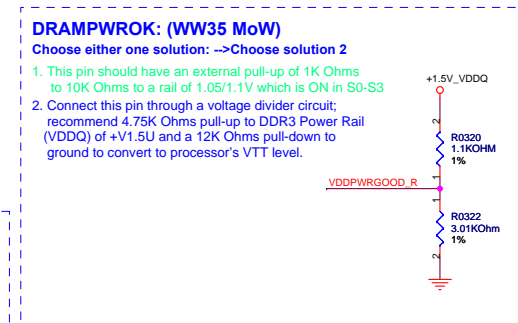 DRAMPWROK: (WW35 MoW)
Choose either one solution: -->Choose solution 2
1. This pin should have an external pull-up of 1K Ohms
to 10K Ohms to a rail of 1.05/1.1V which is ON in S0-S3
2. Connect this pin through a voltage divider circuit;
recommend 4.75K Ohms pull-up to DDR3 Power Rail
(VDDQ) of +V1.5U and a 12K Ohms pull-down to
ground to convert to processor's VTT level.
+1.5V_VDDQ
2
R0320
1.1KOHM
1%
1
VDDPWRGOOD_R
1
R0322
3.01KOhm
1%
2